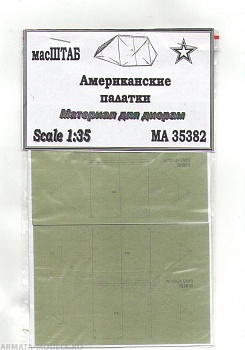 масШТАБ
Американские
палатки
Материал для диорам
Scale 1:35
MA 35382
ARMATA-MODELS.RU